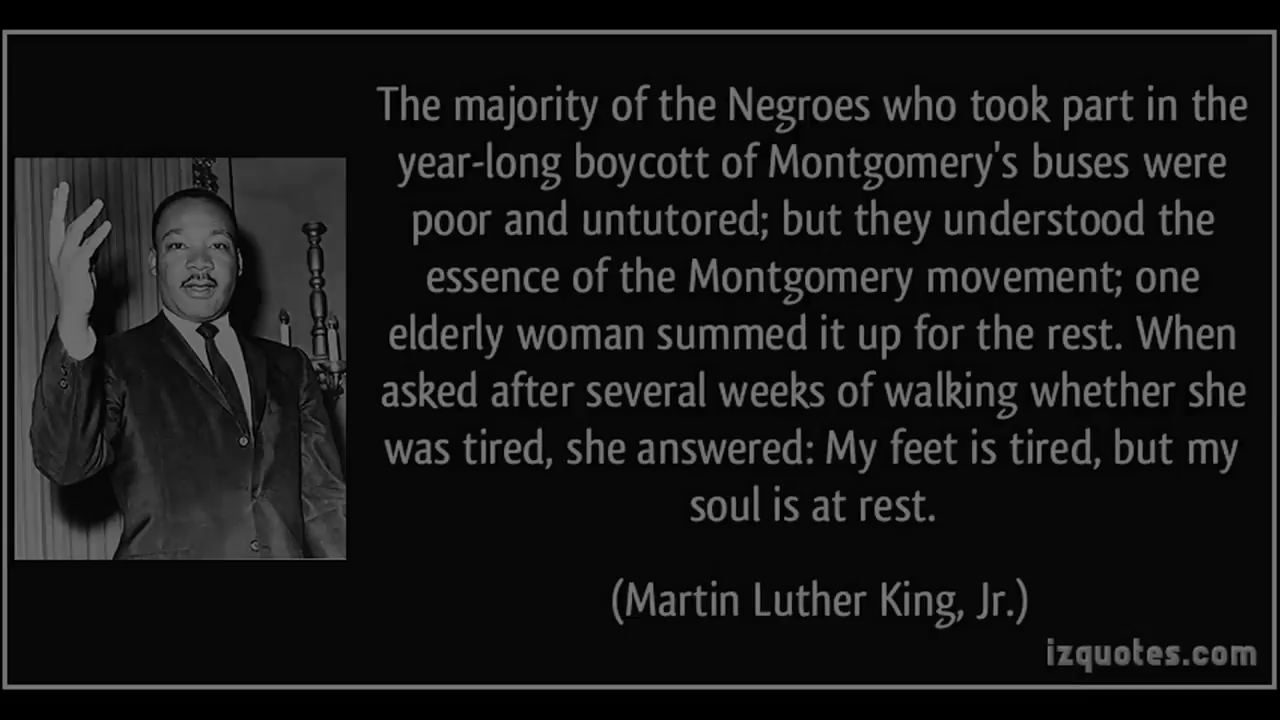 The majority of the Negroes who took part in the
year-long boycott of Montgomery's buses were
poor and untutored; but they understood the
essence of the Montgomery movement; one
elderly woman summed it up for the rest. When
asked after several weeks of walking whether she
was tired, she answered: My feet is tired, but my
soul is at rest.
(Martin Luther King, Jr.)
izquotes.com